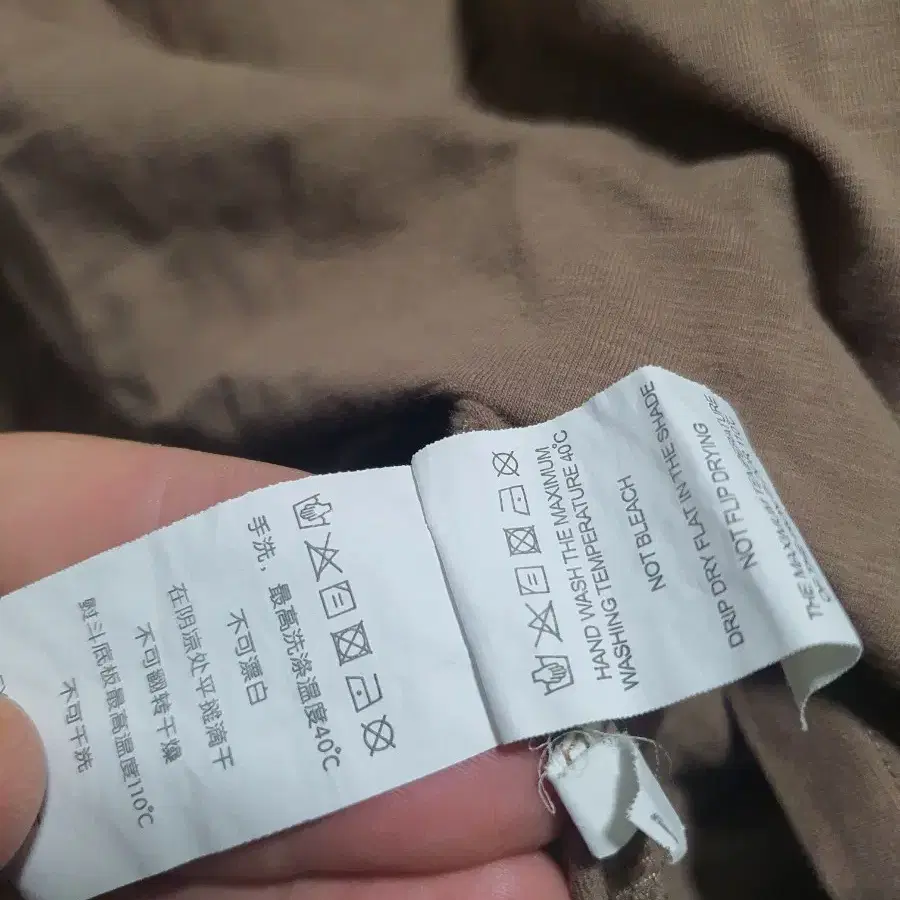 手洗，最高洗涤温度40℃
不可漂白
在阴凉处平摊滴干
不可翻转干燥
熨斗底板最高温度110℃
不可干洗
HAND WASH THE MAXIMUM
WASHING TEMPERATURE 40℃
NOT BLEACH
DRIP DRY FLAT IN THE SHADE
NOT FLIP DRYING
THE MAXIMUM TEMPERATURE